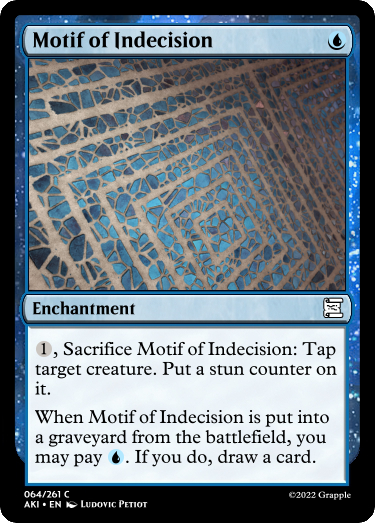 Motif of Indecision
Enchantment
1, Sacrifice Motif of Indecision: Tap
target creature. Put a stun counter on
it.
When Motif of Indecision is put into
a graveyard from the battlefield, you
may pay . If you do, draw a card.
064/261 C
AKI • EN Ludovic Petiot
©2022 Grapple